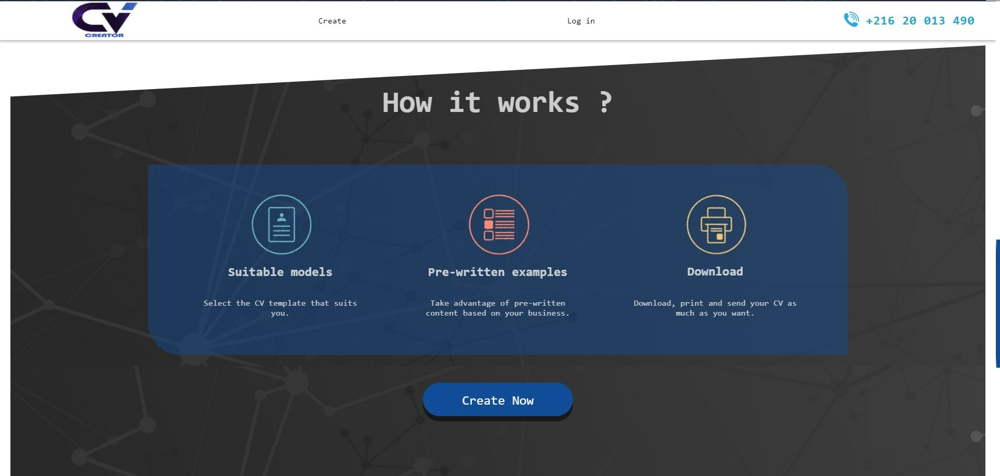 CV
CREATOR
Create
Log in
+216 20 013 490
How it works ?
Suitable models
Select the CV template that suits
you.
Pre-written examples
Take advantage of pre-written
content based on your business.
Download
Download, print and send your CV as
much as you want.
Create Now